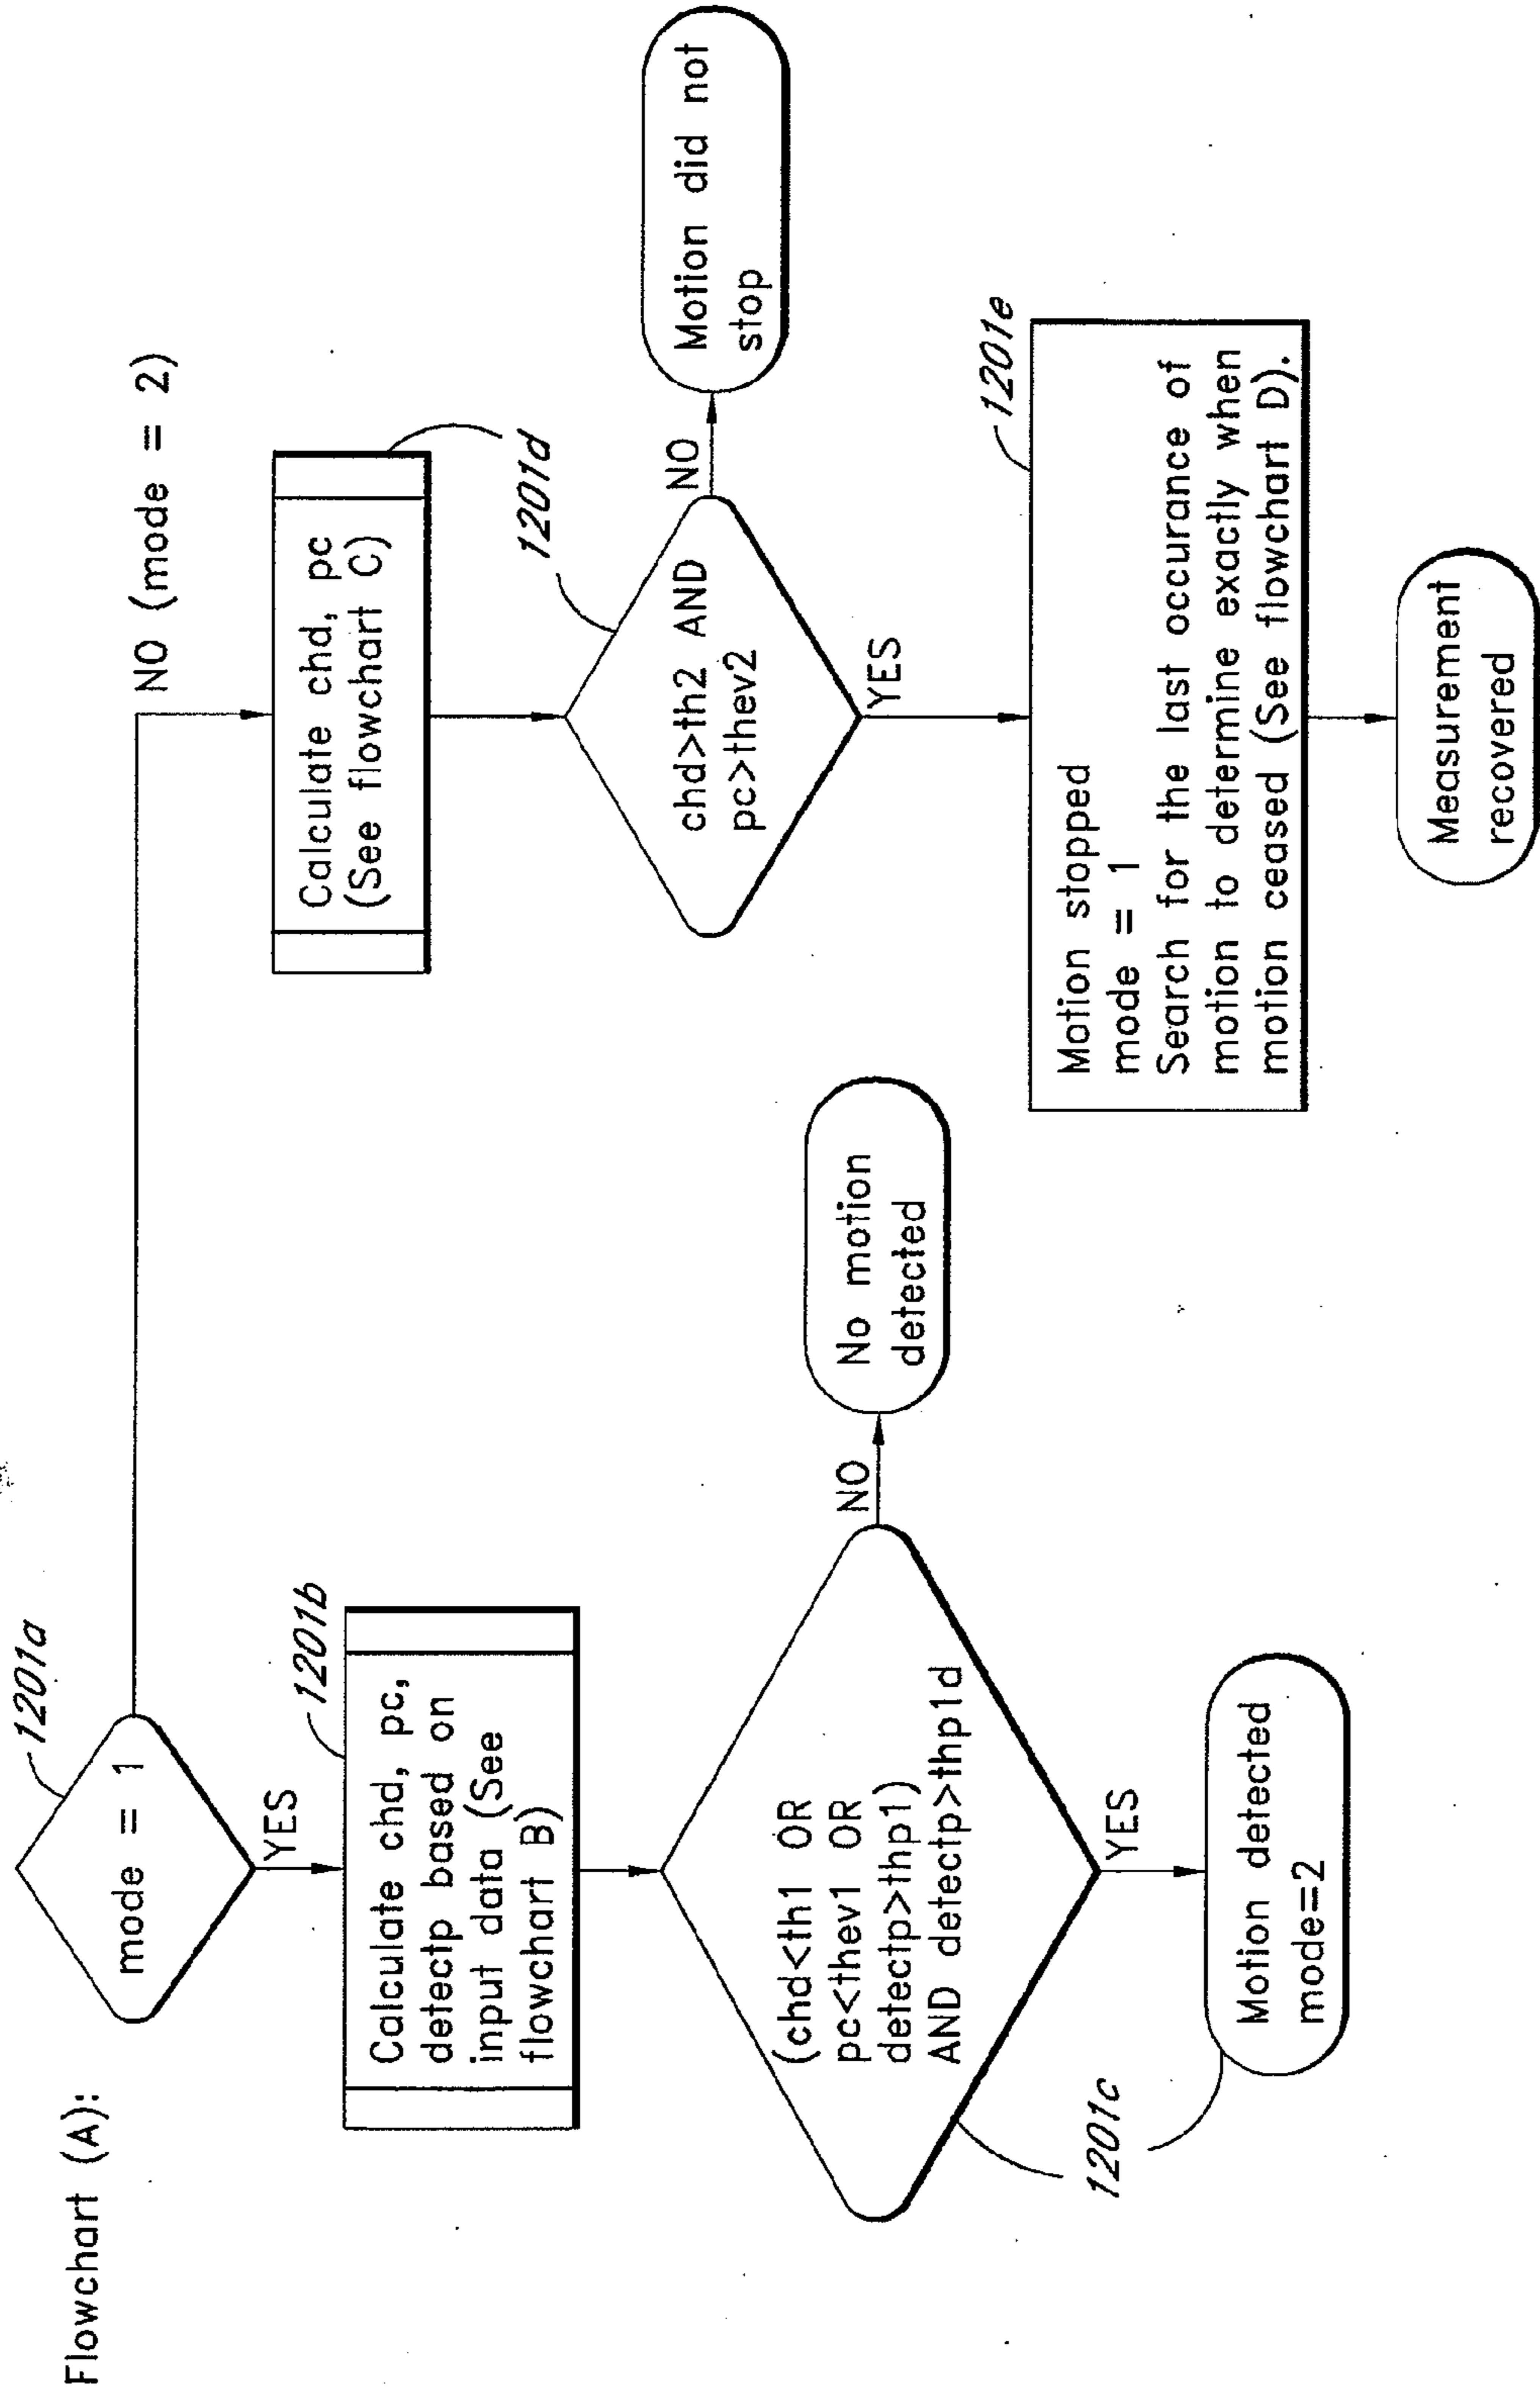 Flowchart (A):
1201a
mode = 1
NO (mode = 2)
YES
1201b
Calculate chd, pc,
detectp based on
input data (See
flowchart B)
(chd<th1 OR
pc<thev1 OR
detectp>thp1)
AND detectp>thp1d
1201c
NO
No motion
detected
YES
Motion detected
mode=2
Calculate chd, pc
(See flowchart C)
1201d
chd>th2 AND
pc>thev2
NO
Motion did not
stop
YES
1201e
Motion stopped
mode = 1
Search for the last occurance of
motion to determine exactly when
motion ceased (See flowchart D).
Measurement
recovered